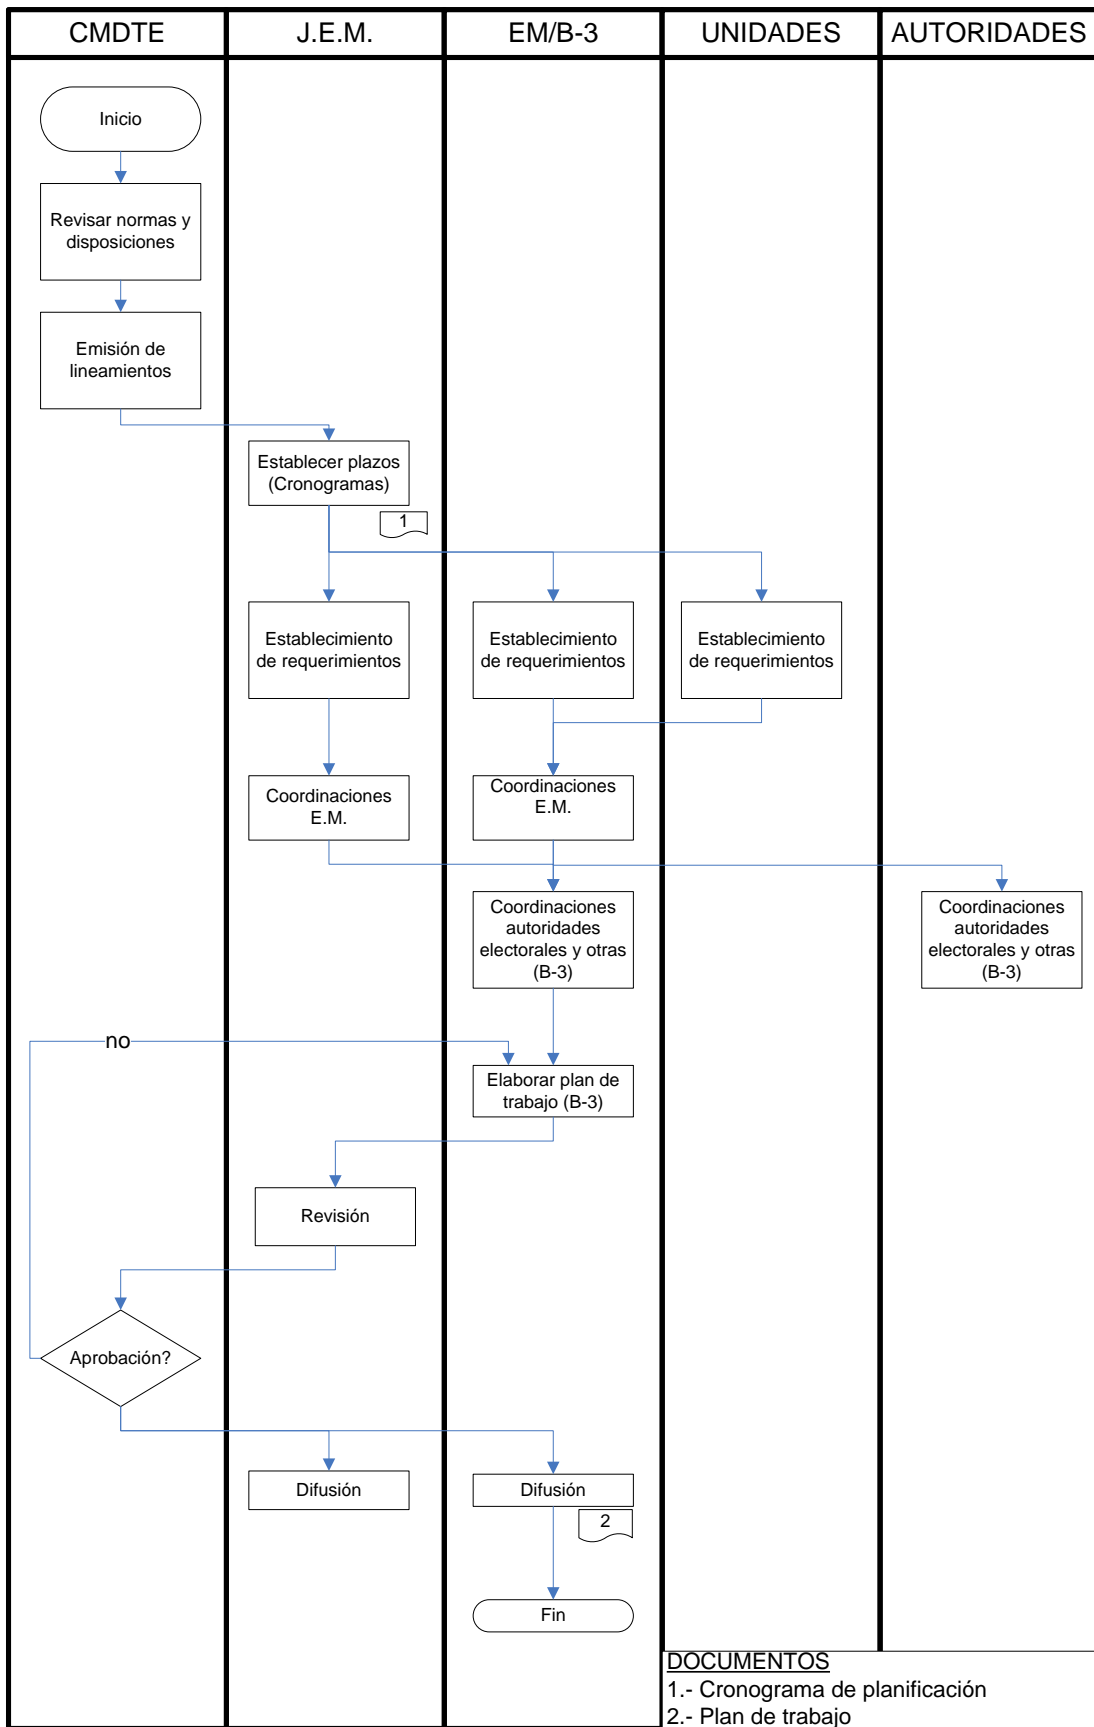 CMDTE
J.E.M.
EM/B-3
UNIDADES
AUTORIDADES
Inicio
Revisar normas y
disposiciones
Emisión de
lineamientos
Establecer plazos
(Cronogramas)
1
Establecimiento
de requerimientos
Establecimiento
de requerimientos
Establecimiento
de requerimientos
Coordinaciones
E.M.
Coordinaciones
E.M.
Coordinaciones
autoridades
electorales y otras
(B-3)
Coordinaciones
autoridades
electorales y otras
(B-3)
no
Elaborar plan de
trabajo (B-3)
Revisión
Aprobación?
Difusión
Difusión
2
Fin
DOCUMENTOS
1.- Cronograma de planificación
2.- Plan de trabajo